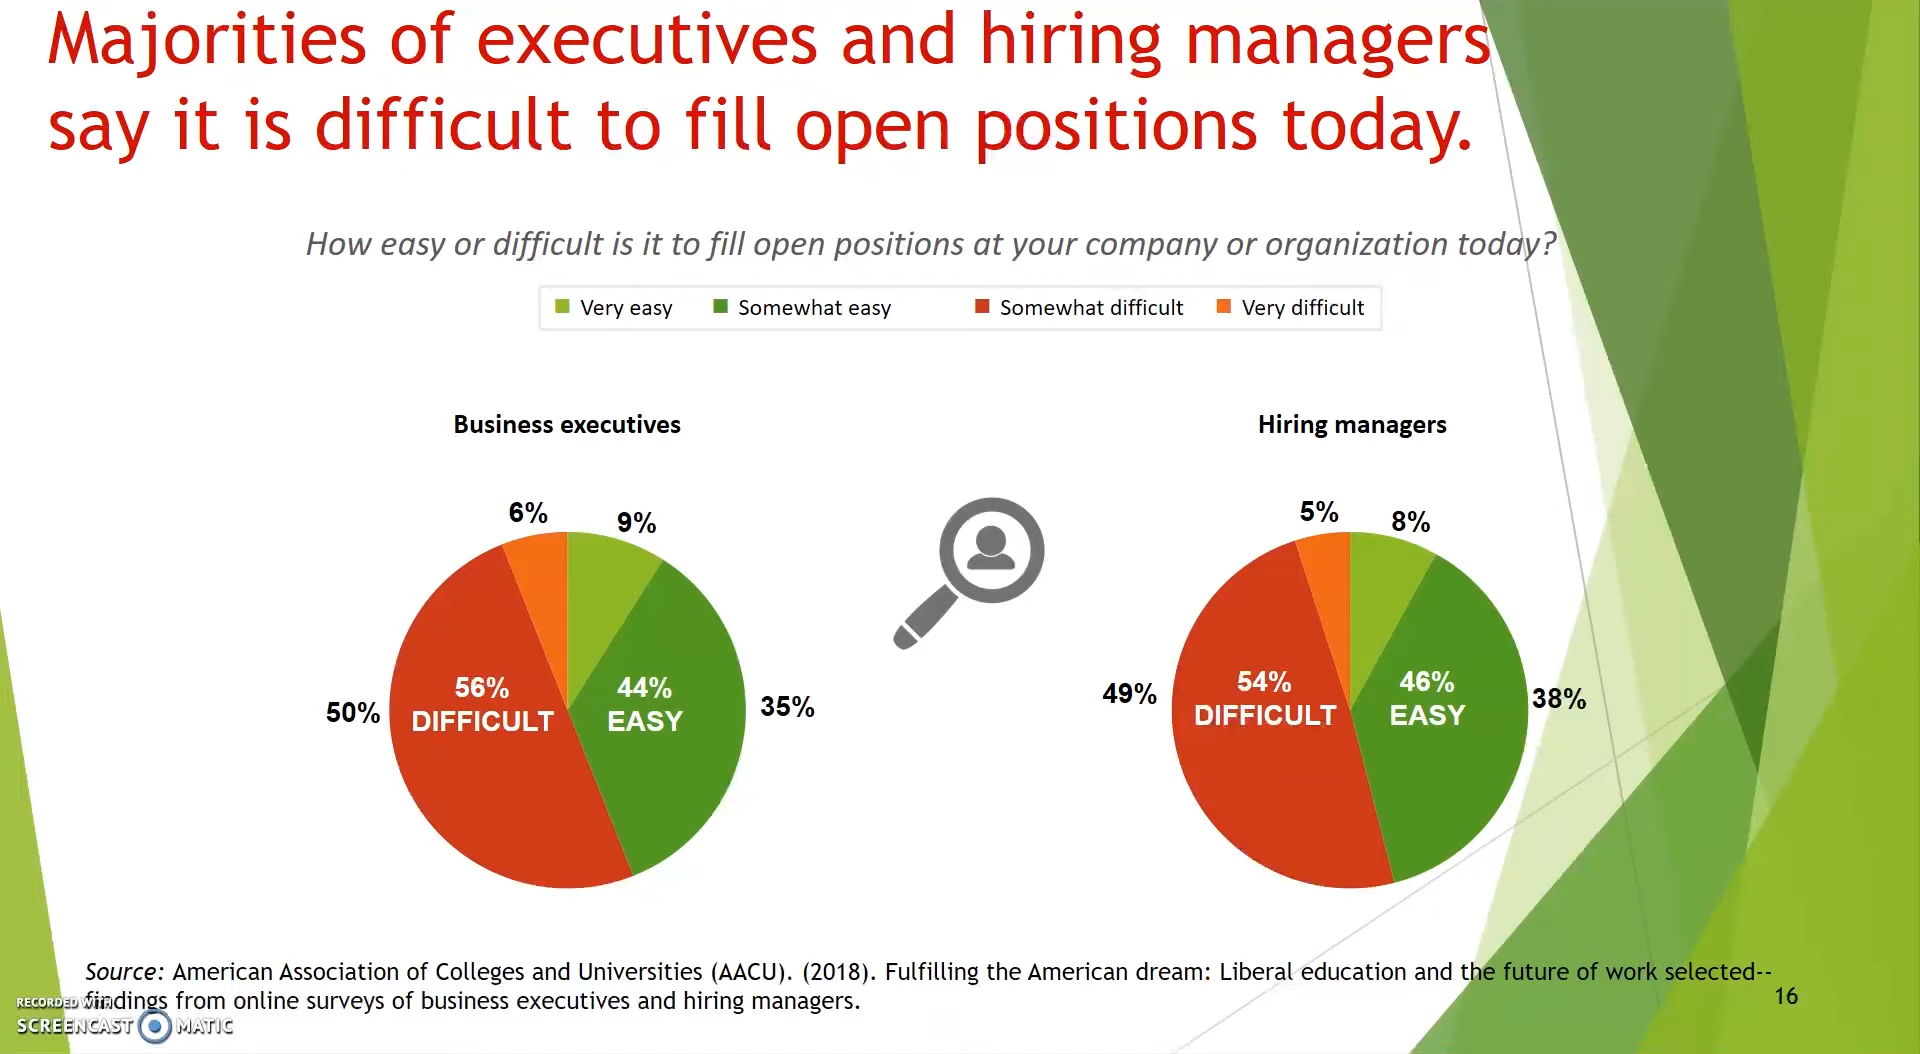 Majorities of executives and hiring managers
say it is difficult to fill open positions today.
How easy or difficult is it to fill open positions at your company or organization today?
Very easy Somewhat easy Somewhat difficult Very difficult
Business executives
6%
9%
50%
56%
DIFFICULT
44%
EASY
35%
Hiring managers
5%
8%
49%
54%
DIFFICULT
46%
EASY
38%
Source: American Association of Colleges and Universities (AACU). (2018). Fulfilling the American dream: Liberal education and the future of work selected--
findings from online surveys of business executives and hiring managers.
16
RECORDED WITH
SCREENCAST MATIC